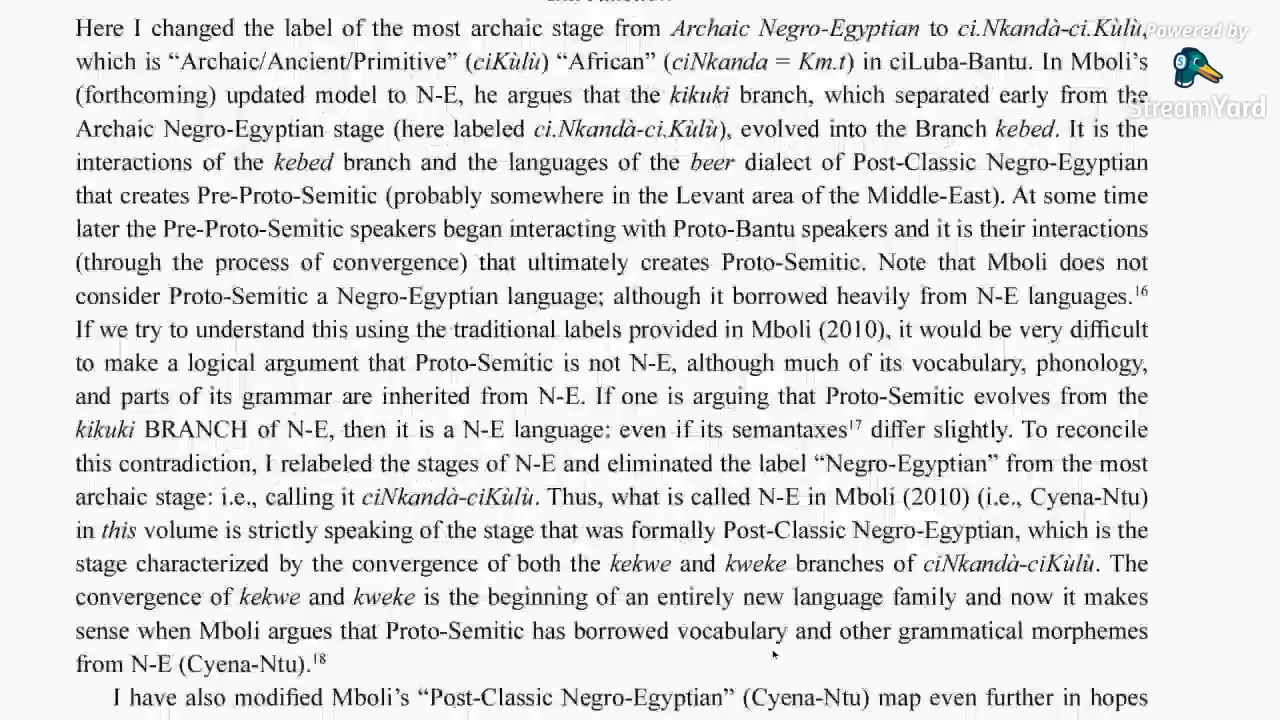 Here I changed the label of the most archaic stage from Archaic Negro-Egyptian to ci.Nkandà-ci.Kùlù,
which is “Archaic/Ancient/Primitive” (ciKùlù) “African” (ciNkanda = Km.t) in ciLuba-Bantu. In Mboli’s
(forthcoming) updated model to N-E, he argues that the kikuki branch, which separated early from the
Archaic Negro-Egyptian stage (here labeled ci.Nkandà-ci.Kùlù), evolved into the Branch kebed. It is the
interactions of the kebed branch and the languages of the beer dialect of Post-Classic Negro-Egyptian
that creates Pre-Proto-Semitic (probably somewhere in the Levant area of the Middle-East). At some time
later the Pre-Proto-Semitic speakers began interacting with Proto-Bantu speakers and it is their interactions
(through the process of convergence) that ultimately creates Proto-Semitic. Note that Mboli does not
consider Proto-Semitic a Negro-Egyptian language; although it borrowed heavily from N-E languages.16
If we try to understand this using the traditional labels provided in Mboli (2010), it would be very difficult
to make a logical argument that Proto-Semitic is not N-E, although much of its vocabulary, phonology,
and parts of its grammar are inherited from N-E. If one is arguing that Proto-Semitic evolves from the
kikuki BRANCH of N-E, then it is a N-E language; even if its semantaxes17 differ slightly. To reconcile
this contradiction, I relabeled the stages of N-E and eliminated the label “Negro-Egyptian” from the most
archaic stage: i.e., calling it ciNkandà-ciKùlù. Thus, what is called N-E in Mboli (2010) (i.e., Cyena-Ntu)
in this volume is strictly speaking of the stage that was formally Post-Classic Negro-Egyptian, which is the
stage characterized by the convergence of both the kekwe and kweke branches of ciNkandà-ciKùlù. The
convergence of kekwe and kweke is the beginning of an entirely new language family and now it makes
sense when Mboli argues that Proto-Semitic has borrowed vocabulary and other grammatical morphemes
from N-E (Cyena-Ntu).18
I have also modified Mboli’s “Post-Classic Negro-Egyptian” (Cyena-Ntu) map even further in hopes
Powered by
StreamYard